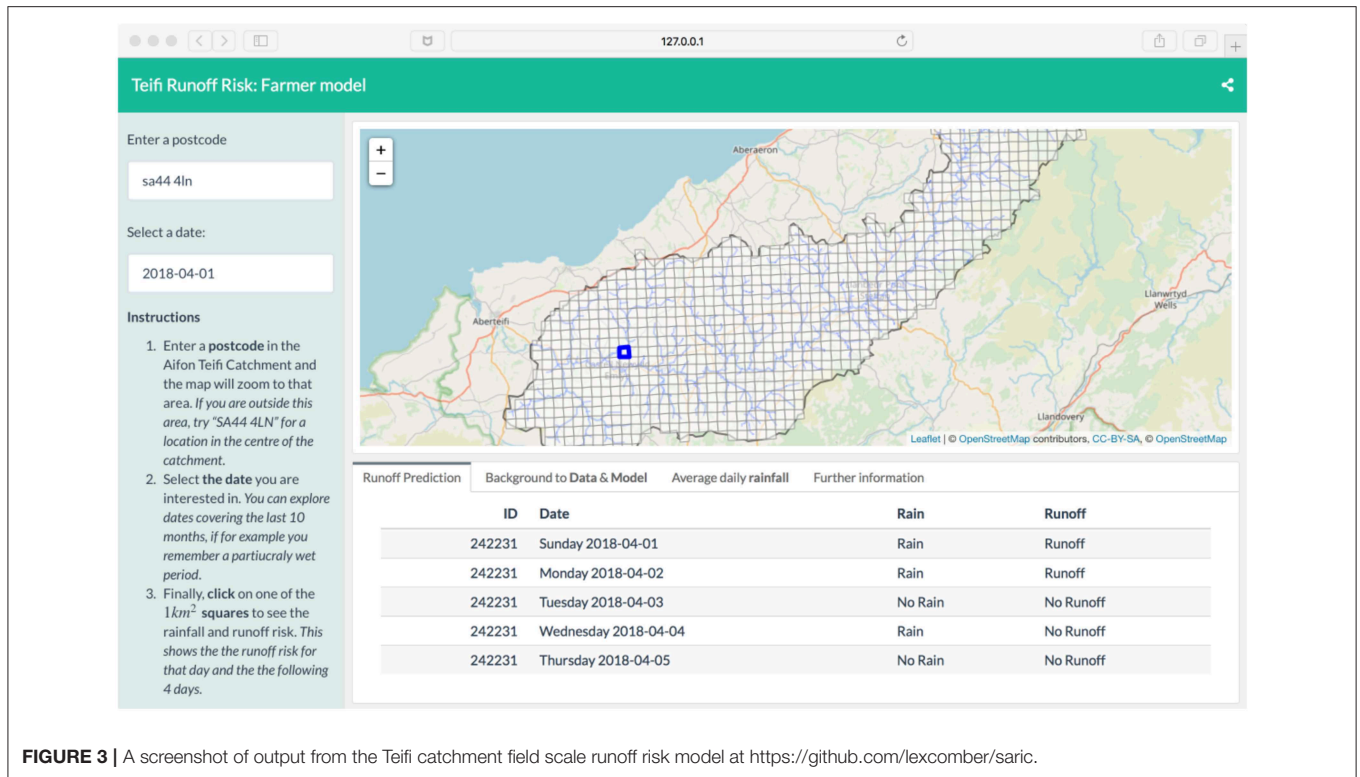 127.0.0.1
Teifi Runoff Risk: Farmer model
Enter a postcode
sa44 4ln
Select a date:
2018-04-01
Instructions
1. Enter a postcode in the
Aifon Teifi Catchment and
the map will zoom to that
area. If you are outside this
area, try “SA44 4LN” for a
location in the centre of the
catchment.
2. Select the date you are
interested in. You can explore
dates covering the last 10
months, if for example you
remember a partiucraly wet
period.
3. Finally, click on one of the
1km² squares to see the
rainfall and runoff risk. This
shows the the runoff risk for
that day and the the following
4 days.
+
−
Aberaeron
Aberteifi
Llanwrtyd
Wells
Llandovery
Leaflet | © OpenStreetMap contributors, CC-BY-SA, © OpenStreetMap
Runoff Prediction Background to Data & Model Average daily rainfall Further information
ID Date Rain Runoff
242231 Sunday 2018-04-01 Rain Runoff
242231 Monday 2018-04-02 Rain Runoff
242231 Tuesday 2018-04-03 No Rain No Runoff
242231 Wednesday 2018-04-04 Rain No Runoff
242231 Thursday 2018-04-05 No Rain No Runoff
FIGURE 3 | A screenshot of output from the Teifi catchment field scale runoff risk model at https://github.com/lexcomber/saric.